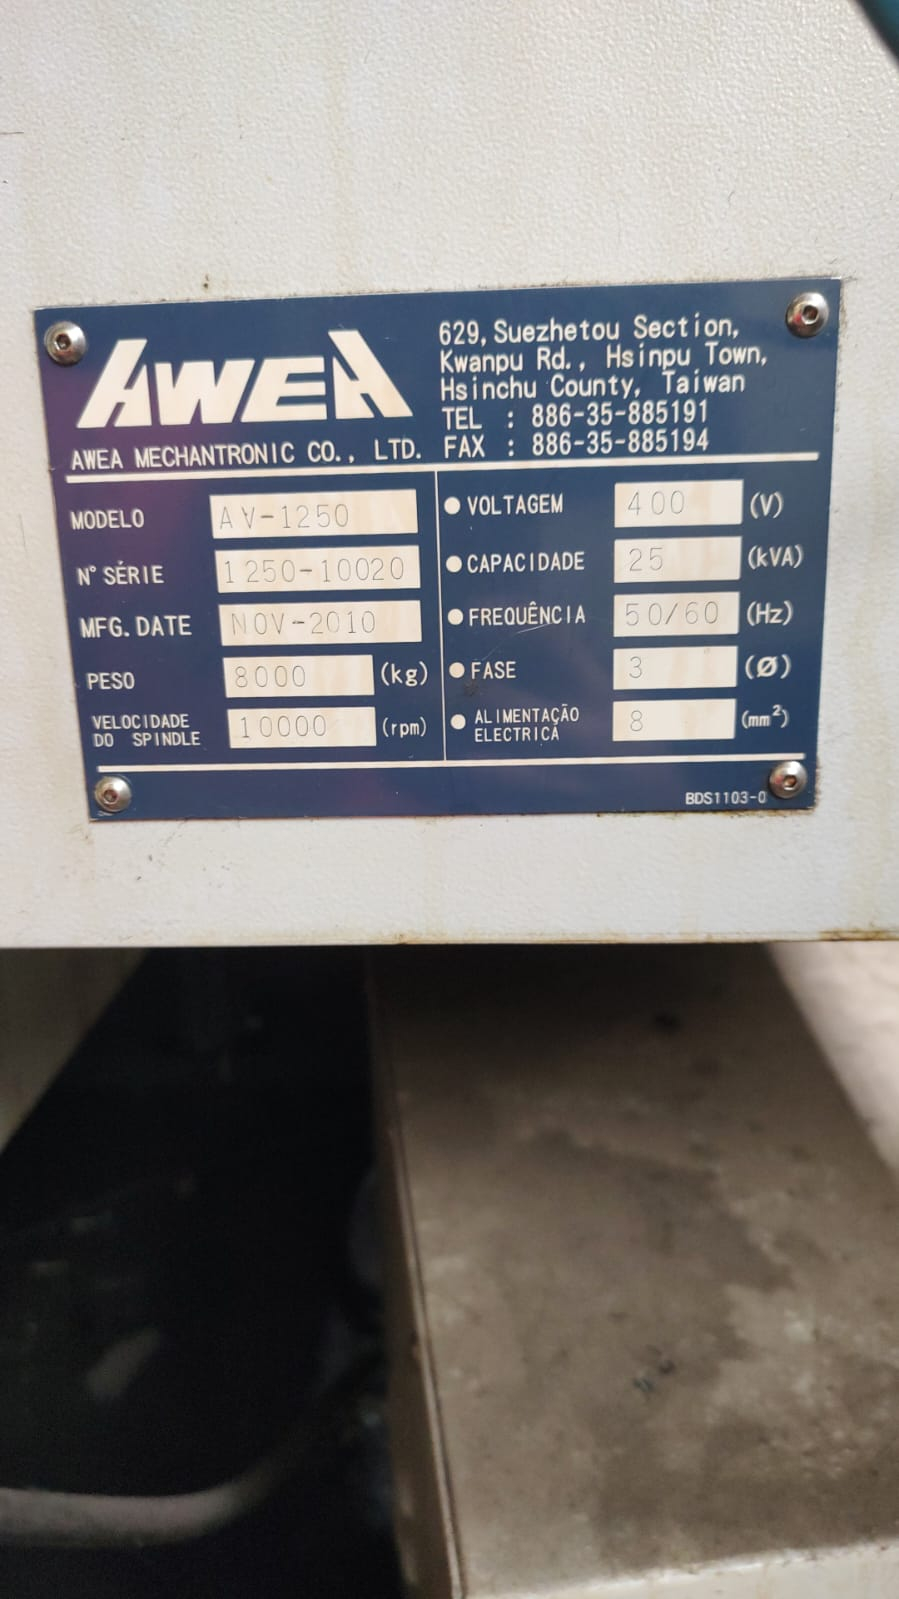 AWEA
AWEA MECHANTRONIC CO., LTD.
629, Suezhetou Section,
Kwanpu Rd., Hsinpu Town,
Hsinchu County, Taiwan
TEL : 886-35-885191
FAX : 886-35-885194
MODELO AV-1250
N° SÉRIE 1250-10020
MFG. DATE NOV-2010
PESO 8000 (kg)
VELOCIDADE DO SPINDLE 10000 (rpm)
VOLTAGEM 400 (V)
CAPACIDADE 25 (kVA)
FREQUÊNCIA 50/60 (Hz)
FASE 3 (Ø)
ALIMENTAÇÃO ELECTRICA 8 (mm²)
BDS1103-0